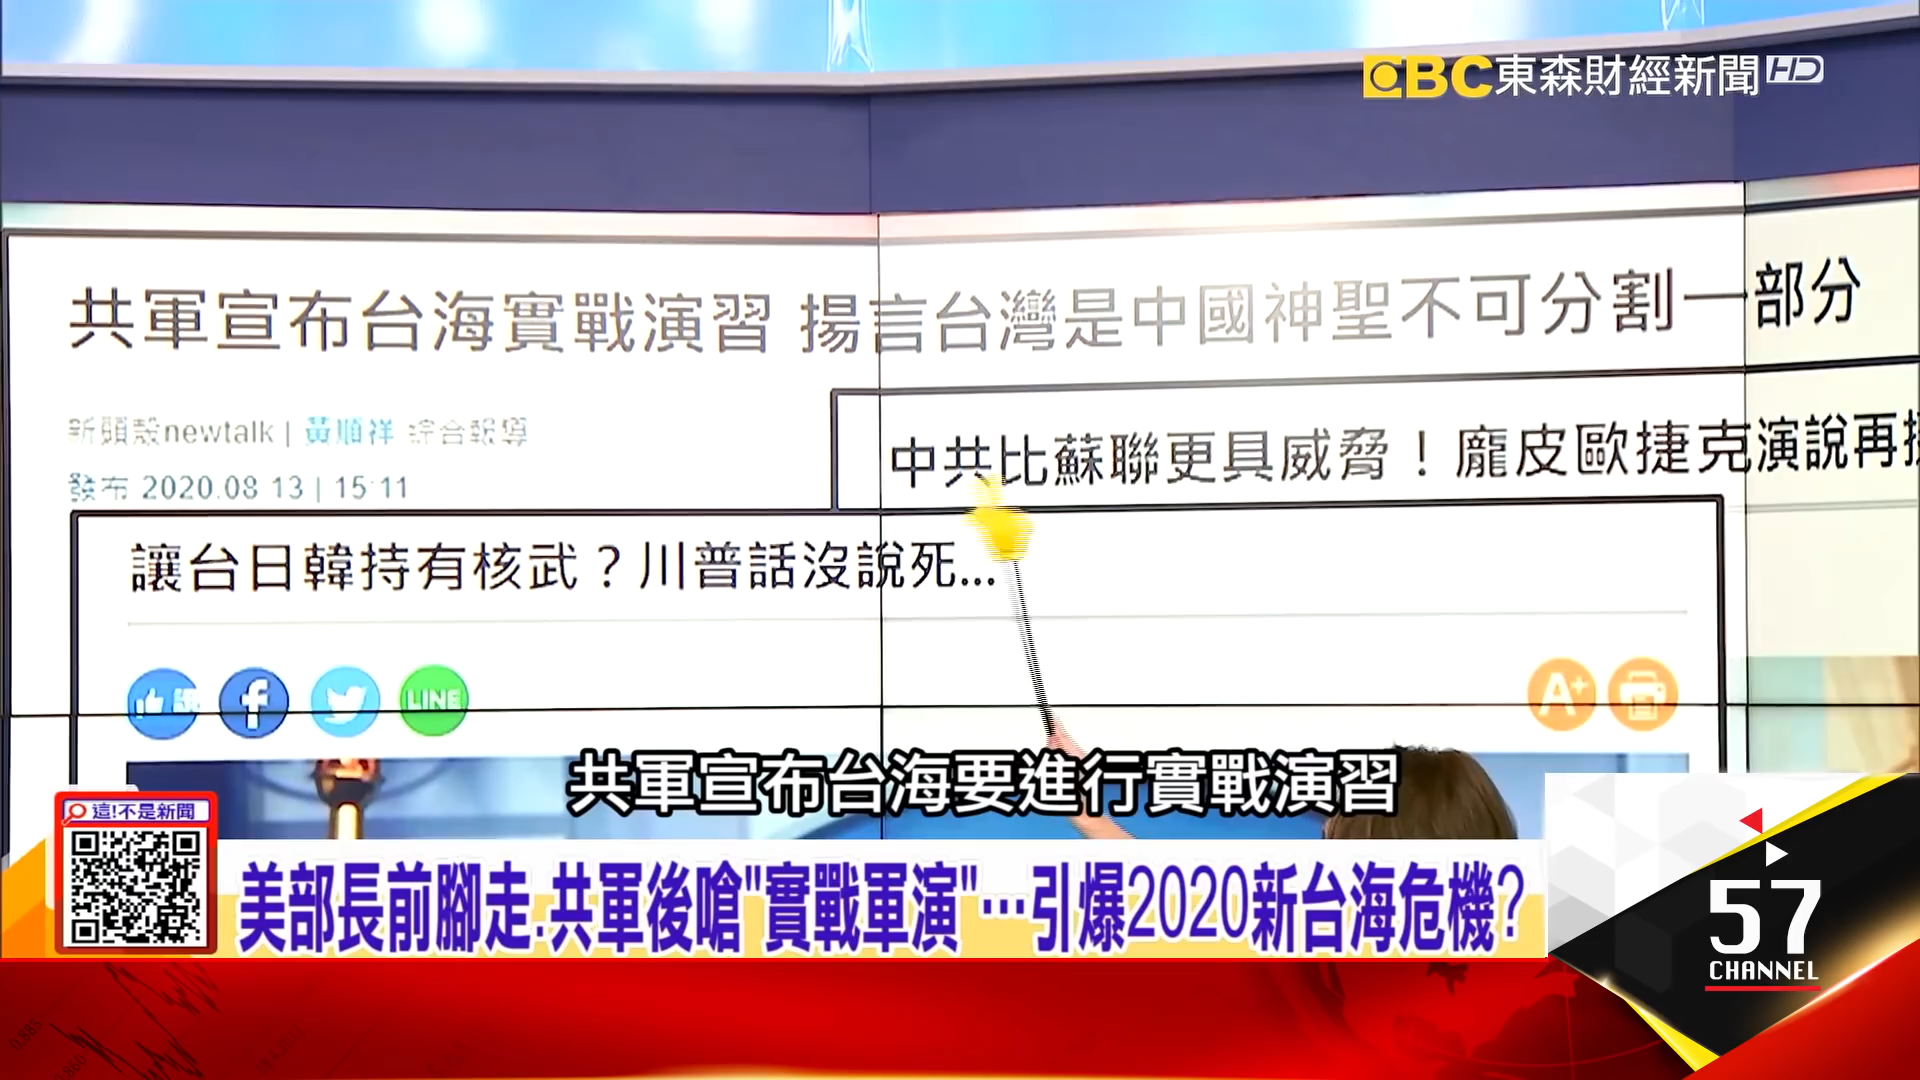 EBC東森財經新聞HD
共軍宣布台海實戰演習 揚言台灣是中國神聖不可分割一部分
新頭殼newtalk | 黃順祥 綜合報導
發布 2020.08.13 | 15:11
中共比蘇聯更具威脅！龐皮歐捷克演說再
讓台日韓持有核武？川普話沒說死...
LINE
A+
共軍宣布台海要進行實戰演習
這!不是新聞
美部長前腳走.共軍後嗆"實戰軍演"…引爆2020新台海危機?
57
CHANNEL